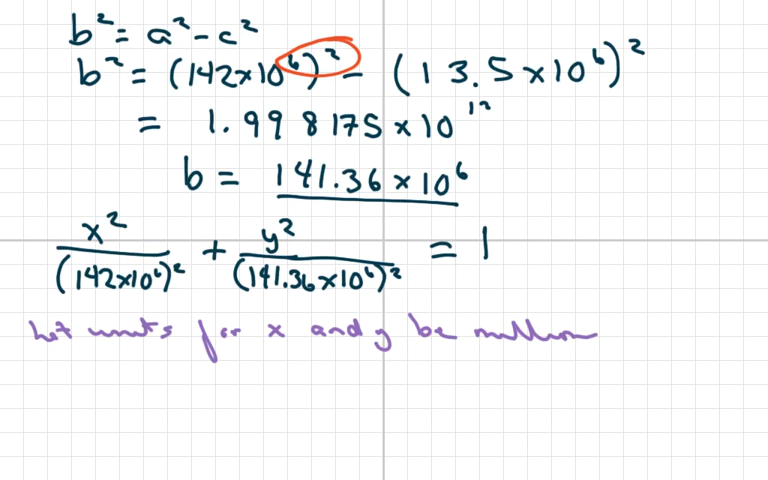 b² = a² - c²
b² = (142×10⁶)² - (13.5×10⁶)²
= 1.998175×10¹²
b = 141.36×10⁶
x²/(142×10⁶)² + y²/(141.36×10⁶)² = 1
let units for x and y be million